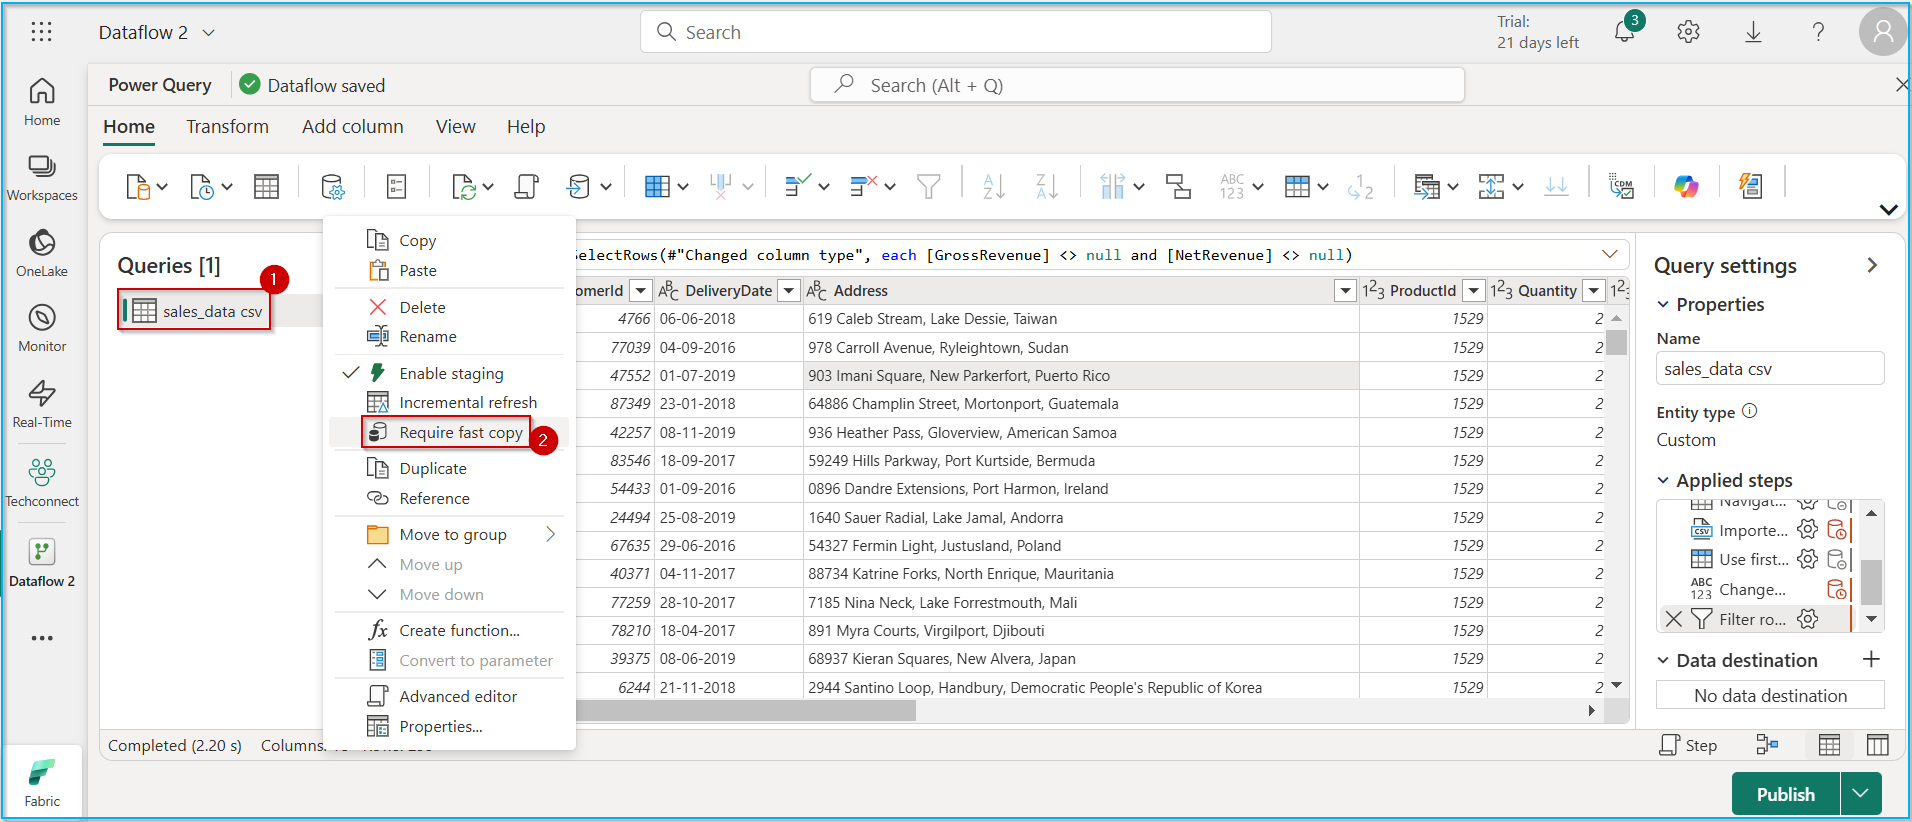 Dataflow 2
Search
Trial:
21 days left
3
Power Query
Dataflow saved
Search (Alt + Q)
Home
Transform
Add column
View
Help
Home
Workspaces
OneLake
Monitor
Real-Time
Techconnect
Dataflow 2
Fabric
Queries [1]
1
sales_data csv
Copy
Paste
Delete
Rename
Enable staging
Incremental refresh
Require fast copy
2
Duplicate
Reference
Move to group
Move up
Move down
Create function...
Convert to parameter
Advanced editor
Properties...
SelectRows(#"Changed column type", each [GrossRevenue] <> null and [NetRevenue] <> null)
omerId ABC DeliveryDate ABC Address 123 ProductId 123 Quantity 123
4766 06-06-2018 619 Caleb Stream, Lake Dessie, Taiwan 1529 2
77039 04-09-2016 978 Carroll Avenue, Ryleightown, Sudan 1529 2
47552 01-07-2019 903 Imani Square, New Parkerfort, Puerto Rico 1529 2
87349 23-01-2018 64886 Champlin Street, Mortonport, Guatemala 1529 2
42257 08-11-2019 936 Heather Pass, Gloverview, American Samoa 1529 2
83546 18-09-2017 59249 Hills Parkway, Port Kurtside, Bermuda 1529 2
54433 01-09-2016 0896 Dandre Extensions, Port Harmon, Ireland 1529 2
24494 25-08-2019 1640 Sauer Radial, Lake Jamal, Andorra 1529 2
67635 29-06-2016 54327 Fermin Light, Justusland, Poland 1529 2
40371 04-11-2017 88734 Katrine Forks, North Enrique, Mauritania 1529 2
77259 28-10-2017 7185 Nina Neck, Lake Forrestmouth, Mali 1529 2
78210 18-04-2017 891 Myra Courts, Virgilport, Djibouti 1529 2
39375 08-06-2019 68937 Kieran Squares, New Alvera, Japan 1529 2
6244 21-11-2018 2944 Santino Loop, Handbury, Democratic People's Republic of Korea 1529 2
Completed (2.20 s) Columns:
Query settings
Properties
Name
sales_data csv
Entity type
Custom
Applied steps
Navigat...
CSV Importe...
Use first...
ABC 123 Change...
Filter ro...
Data destination
No data destination
Step
Publish